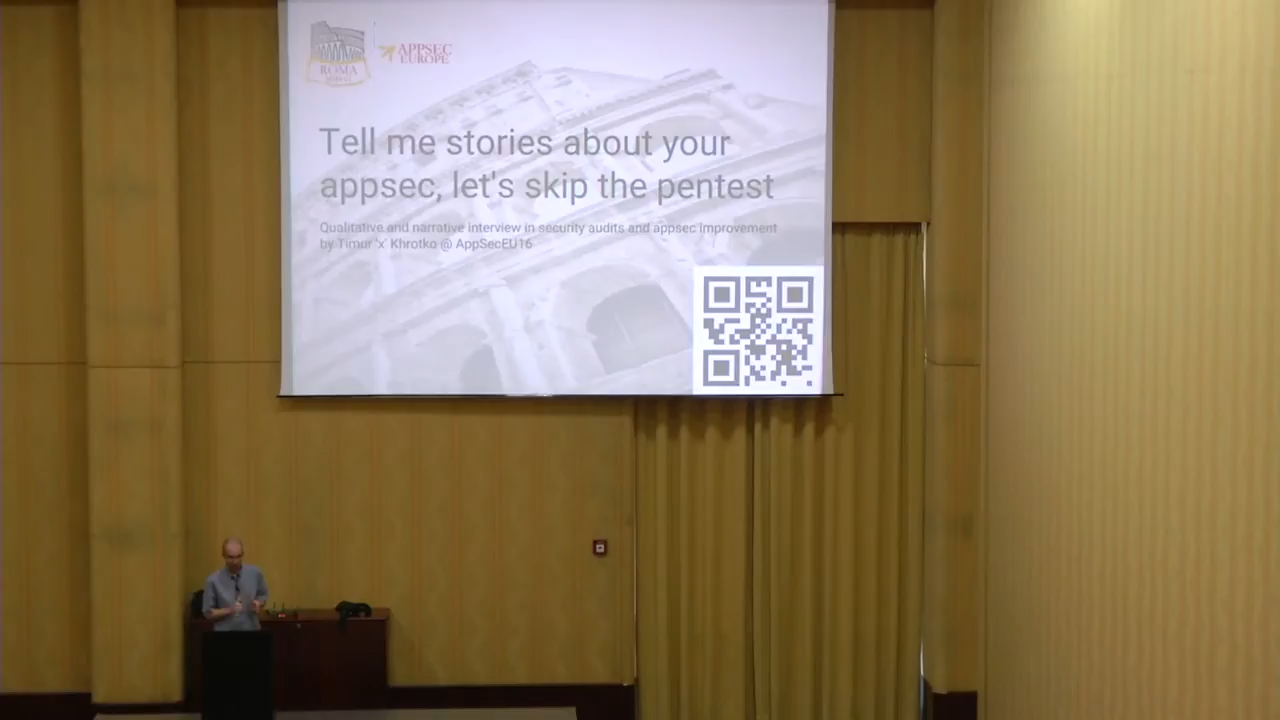 ROMA
APPSEC
EUROPE
Tell me stories about your
appsec, let's skip the pentest
Qualitative and narrative interview in security audits and appsec improvement
by Timur 'x' Khrotko @ AppSecEU16